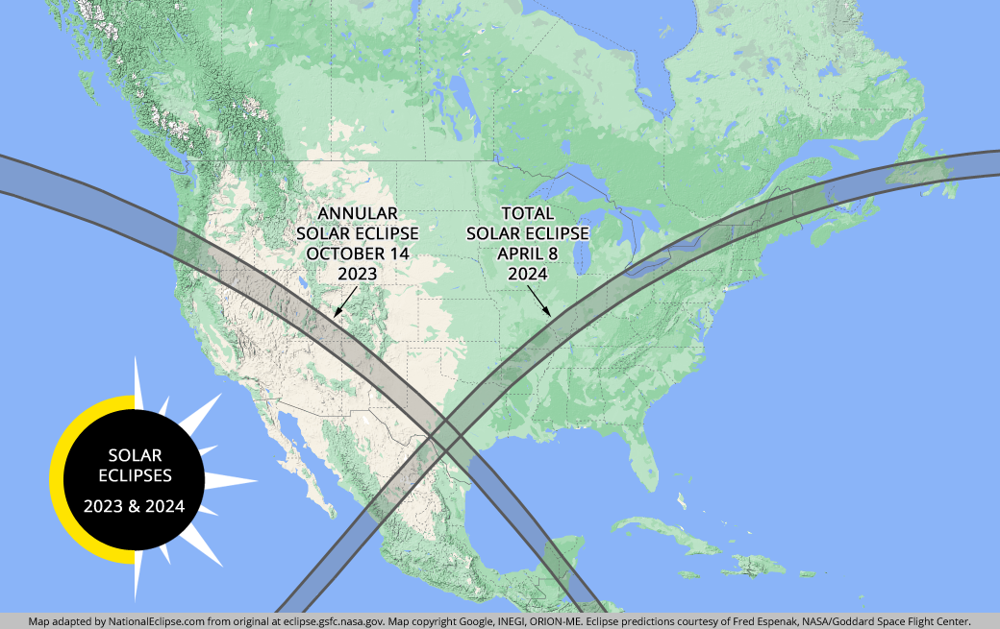 ANNULAR
SOLAR ECLIPSE
OCTOBER 14
2023
TOTAL
SOLAR ECLIPSE
APRIL 8
2024
SOLAR
ECLIPSES
2023 & 2024
Map adapted by NationalEclipse.com from original at eclipse.gsfc.nasa.gov. Map copyright Google, INEGI, ORION-ME. Eclipse predictions courtesy of Fred Espenak, NASA/Goddard Space Flight Center.